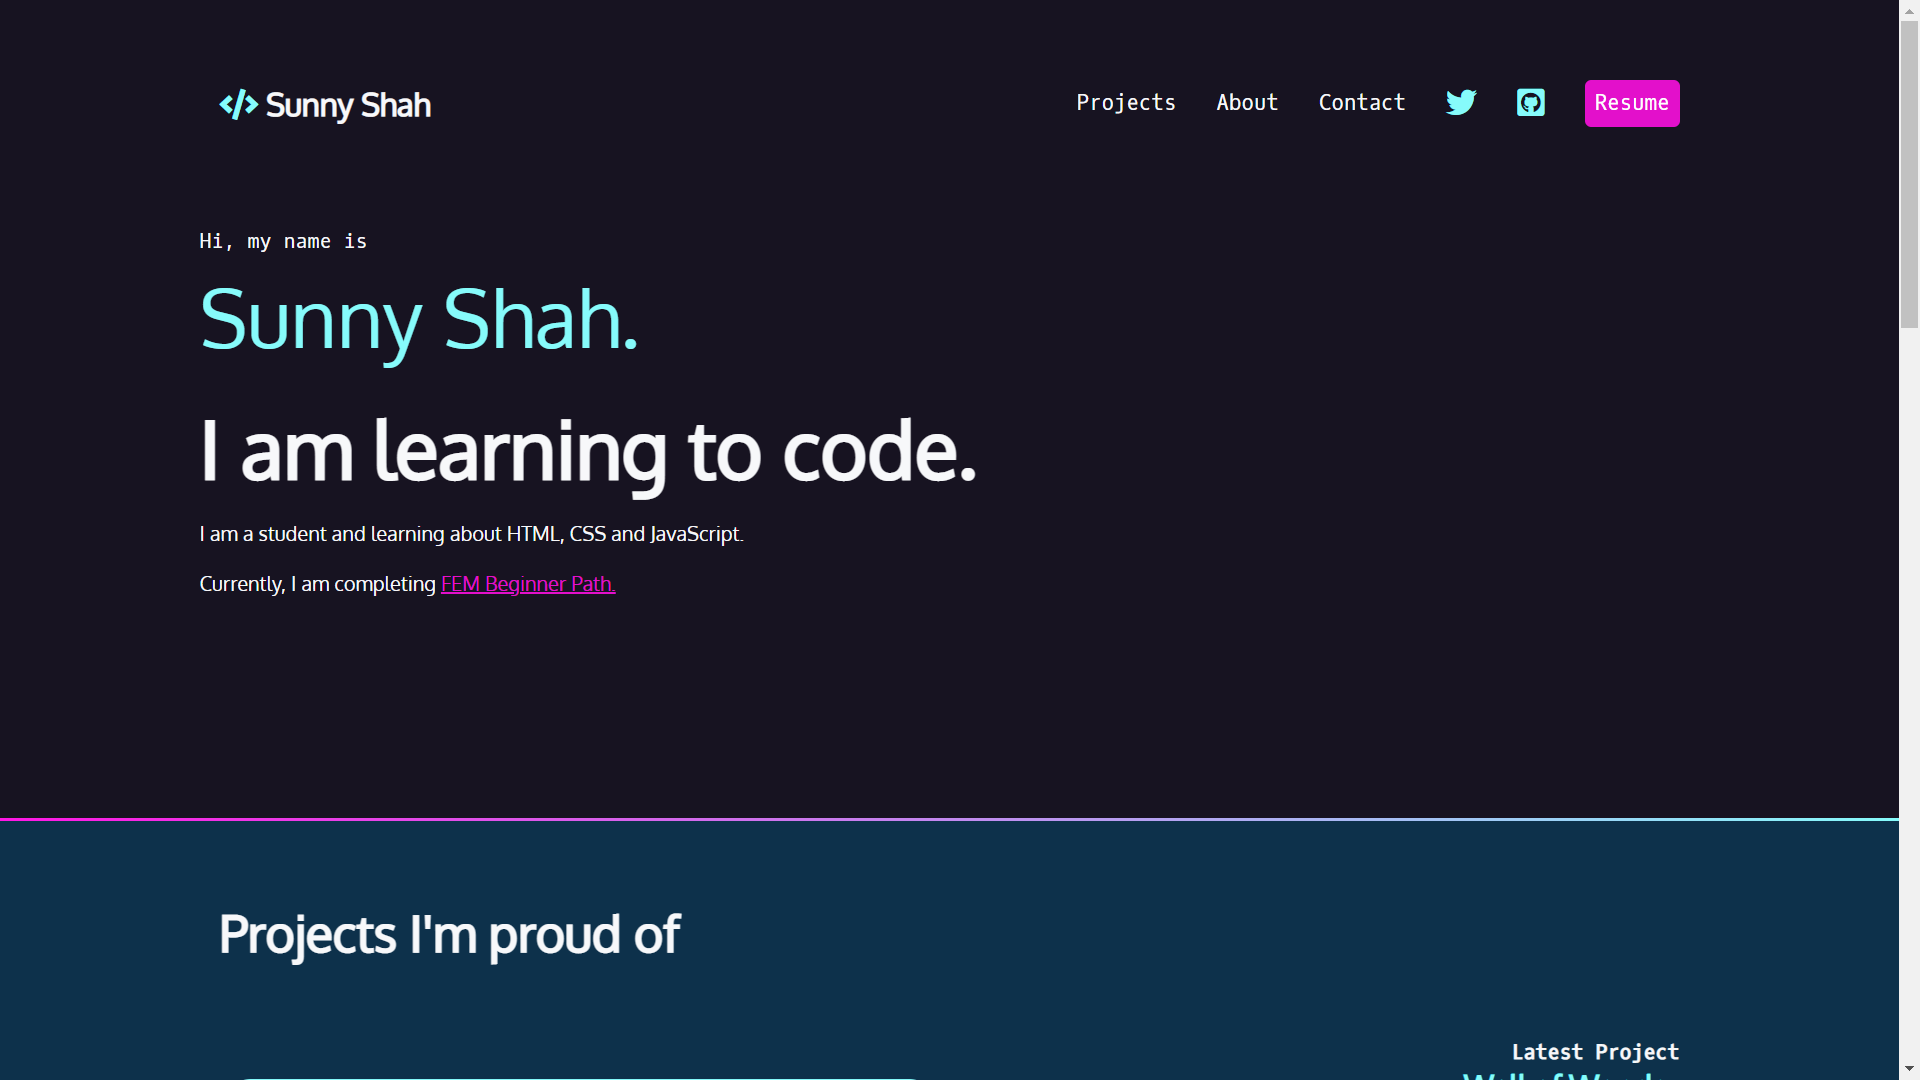 Sunny Shah
Projects
About
Contact
Resume
Hi, my name is
Sunny Shah.
I am learning to code.
I am a student and learning about HTML, CSS and JavaScript.
Currently, I am completing FEM Beginner Path.
Projects I'm proud of
Latest Project